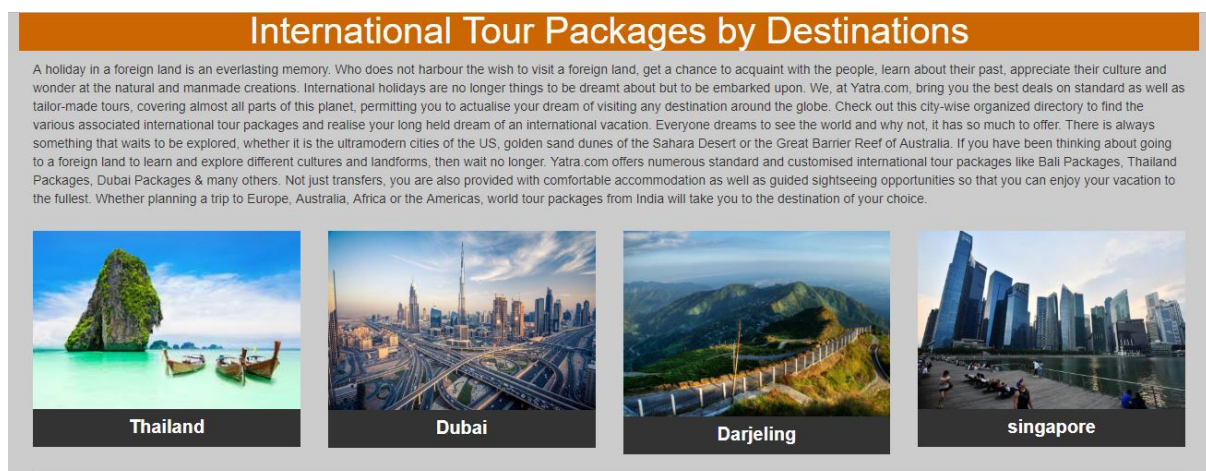 International Tour Packages by Destinations
A holiday in a foreign land is an everlasting memory. Who does not harbour the wish to visit a foreign land, get a chance to acquaint with the people, learn about their past, appreciate their culture and
wonder at the natural and manmade creations. International holidays are no longer things to be dreamt about but to be embarked upon. We, at Yatra.com, bring you the best deals on standard as well as
tailor-made tours, covering almost all parts of this planet, permitting you to actualise your dream of visiting any destination around the globe. Check out this city-wise organized directory to find the
various associated international tour packages and realise your long held dream of an international vacation. Everyone dreams to see the world and why not, it has so much to offer. There is always
something that waits to be explored, whether it is the ultramodern cities of the US, golden sand dunes of the Sahara Desert or the Great Barrier Reef of Australia. If you have been thinking about going
to a foreign land to learn and explore different cultures and landforms, then wait no longer. Yatra.com offers numerous standard and customised international tour packages like Bali Packages, Thailand
Packages, Dubai Packages & many others. Not just transfers, you are also provided with comfortable accommodation as well as guided sightseeing opportunities so that you can enjoy your vacation to
the fullest. Whether planning a trip to Europe, Australia, Africa or the Americas, world tour packages from India will take you to the destination of your choice.
Thailand
Dubai
Darjeling
singapore